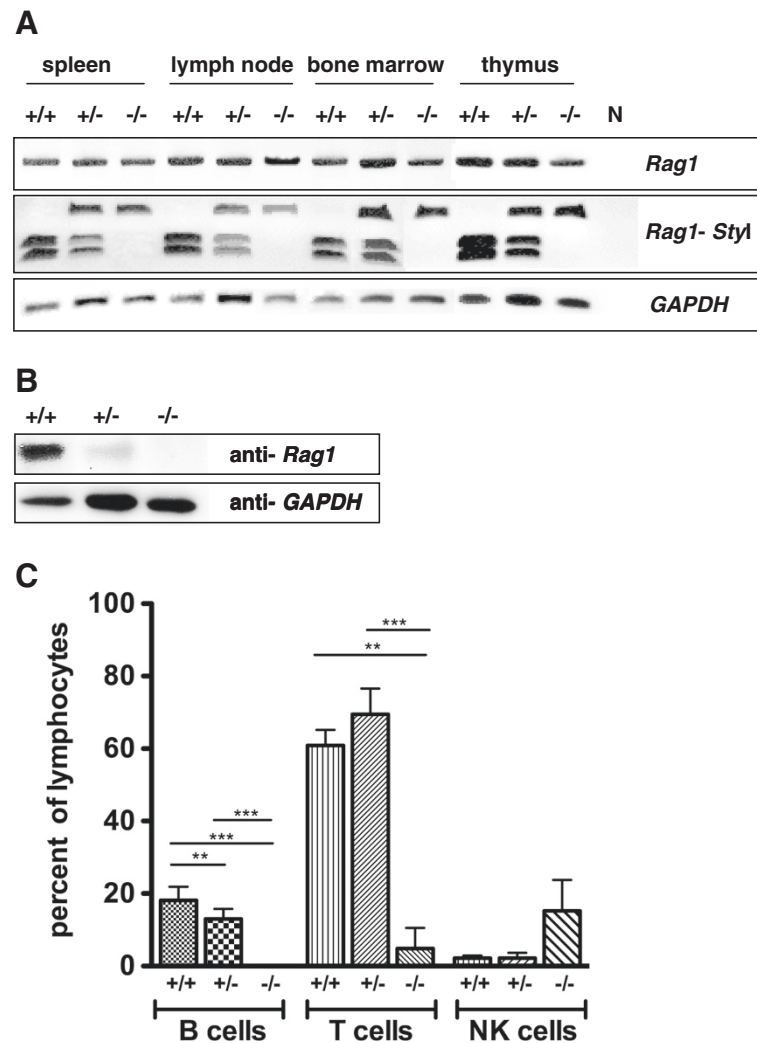 A
spleen lymph node bone marrow thymus
+/+ +/- -/- +/+ +/- -/- +/+ +/- -/- +/+ +/- -/- N
Rag1
Rag1- StyI
GAPDH
B
+/+ +/- -/-
anti- Rag1
anti- GAPDH
C
percent of lymphocytes
100
80
60
40
20
0
***
**
***
***
**
+/+ +/- -/- +/+ +/- -/- +/+ +/- -/-
B cells T cells NK cells